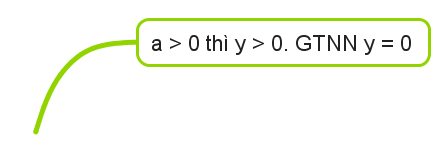 a > 0 thì y > 0. GTNN y = 0